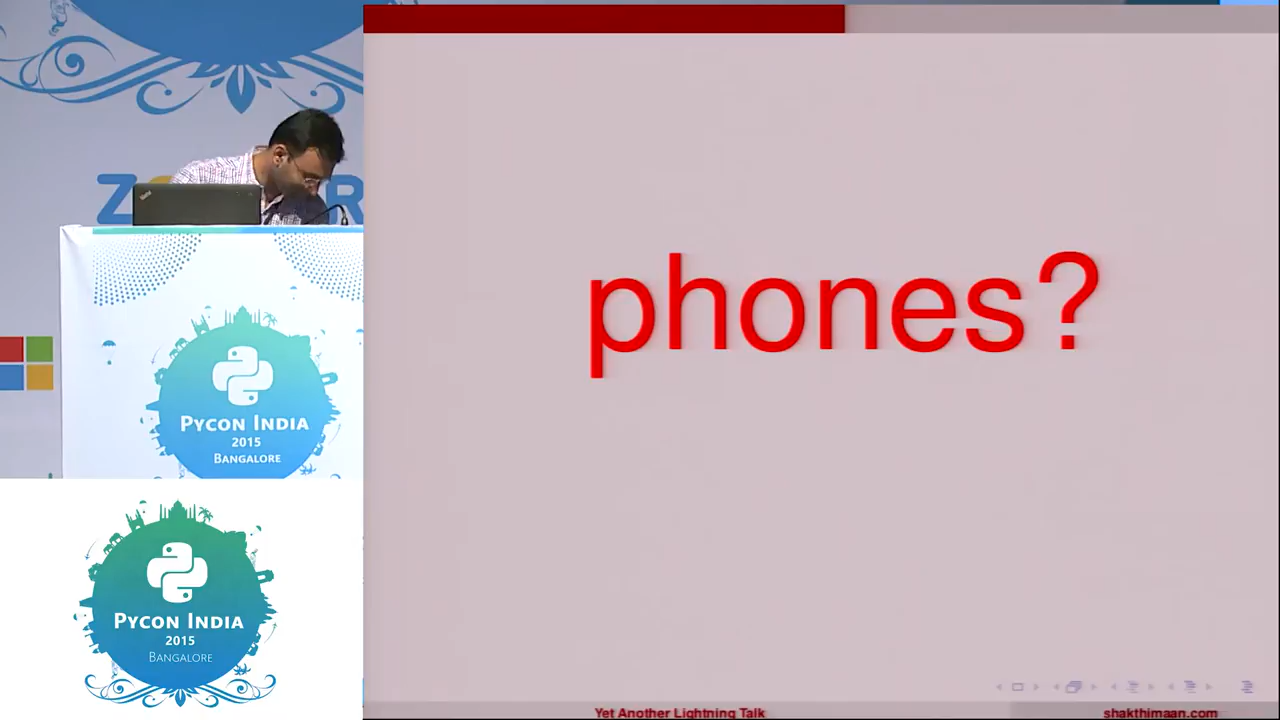 phones?
PYCON INDIA
2015
BANGALORE
PYCON INDIA
2015
BANGALORE
Yet Another Lightning Talk
shakthimaan.com